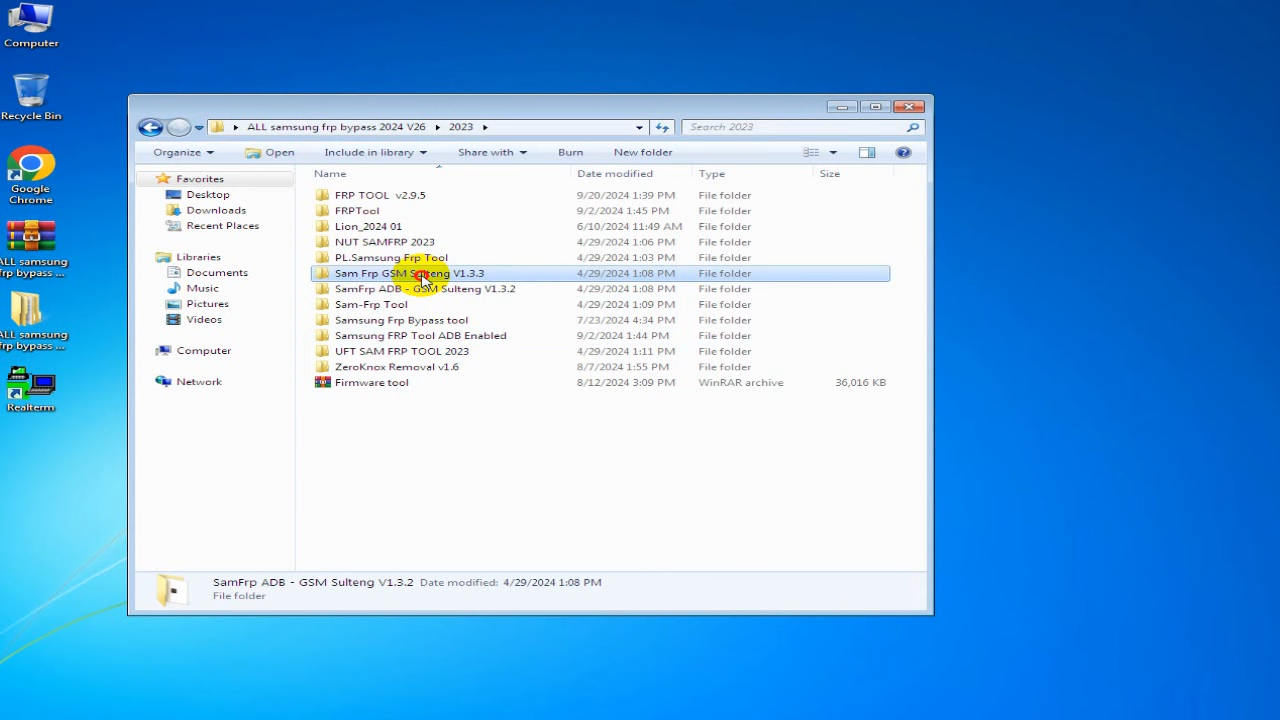 Computer
Recycle Bin
Google
Chrome
ALL samsung
frp bypass ...
ALL samsung
frp bypass ...
Realterm
ALL samsung frp bypass 2024 V26
2023
Search 2023
Organize
Open
Include in library
Share with
Burn
New folder
Favorites
Desktop
Downloads
Recent Places
Libraries
Documents
Music
Pictures
Videos
Computer
Network
Name Date modified Type Size
FRP TOOL v2.9.5 9/20/2024 1:39 PM File folder
FRPTool 9/2/2024 1:45 PM File folder
Lion_2024 01 6/10/2024 11:49 AM File folder
NUT SAMFRP 2023 4/29/2024 1:06 PM File folder
PL.Samsung Frp Tool 4/29/2024 1:03 PM File folder
Sam Frp GSM Sulteng V1.3.3 4/29/2024 1:08 PM File folder
SamFrp ADB - GSM Sulteng V1.3.2 4/29/2024 1:08 PM File folder
Sam-Frp Tool 4/29/2024 1:09 PM File folder
Samsung Frp Bypass tool 7/23/2024 4:34 PM File folder
Samsung FRP Tool ADB Enabled 9/2/2024 1:44 PM File folder
UFT SAM FRP TOOL 2023 4/29/2024 1:11 PM File folder
ZeroKnox Removal v1.6 8/7/2024 1:55 PM File folder
Firmware tool 8/12/2024 3:09 PM WinRAR archive 36,016 KB
SamFrp ADB - GSM Sulteng V1.3.2 Date modified: 4/29/2024 1:08 PM
File folder